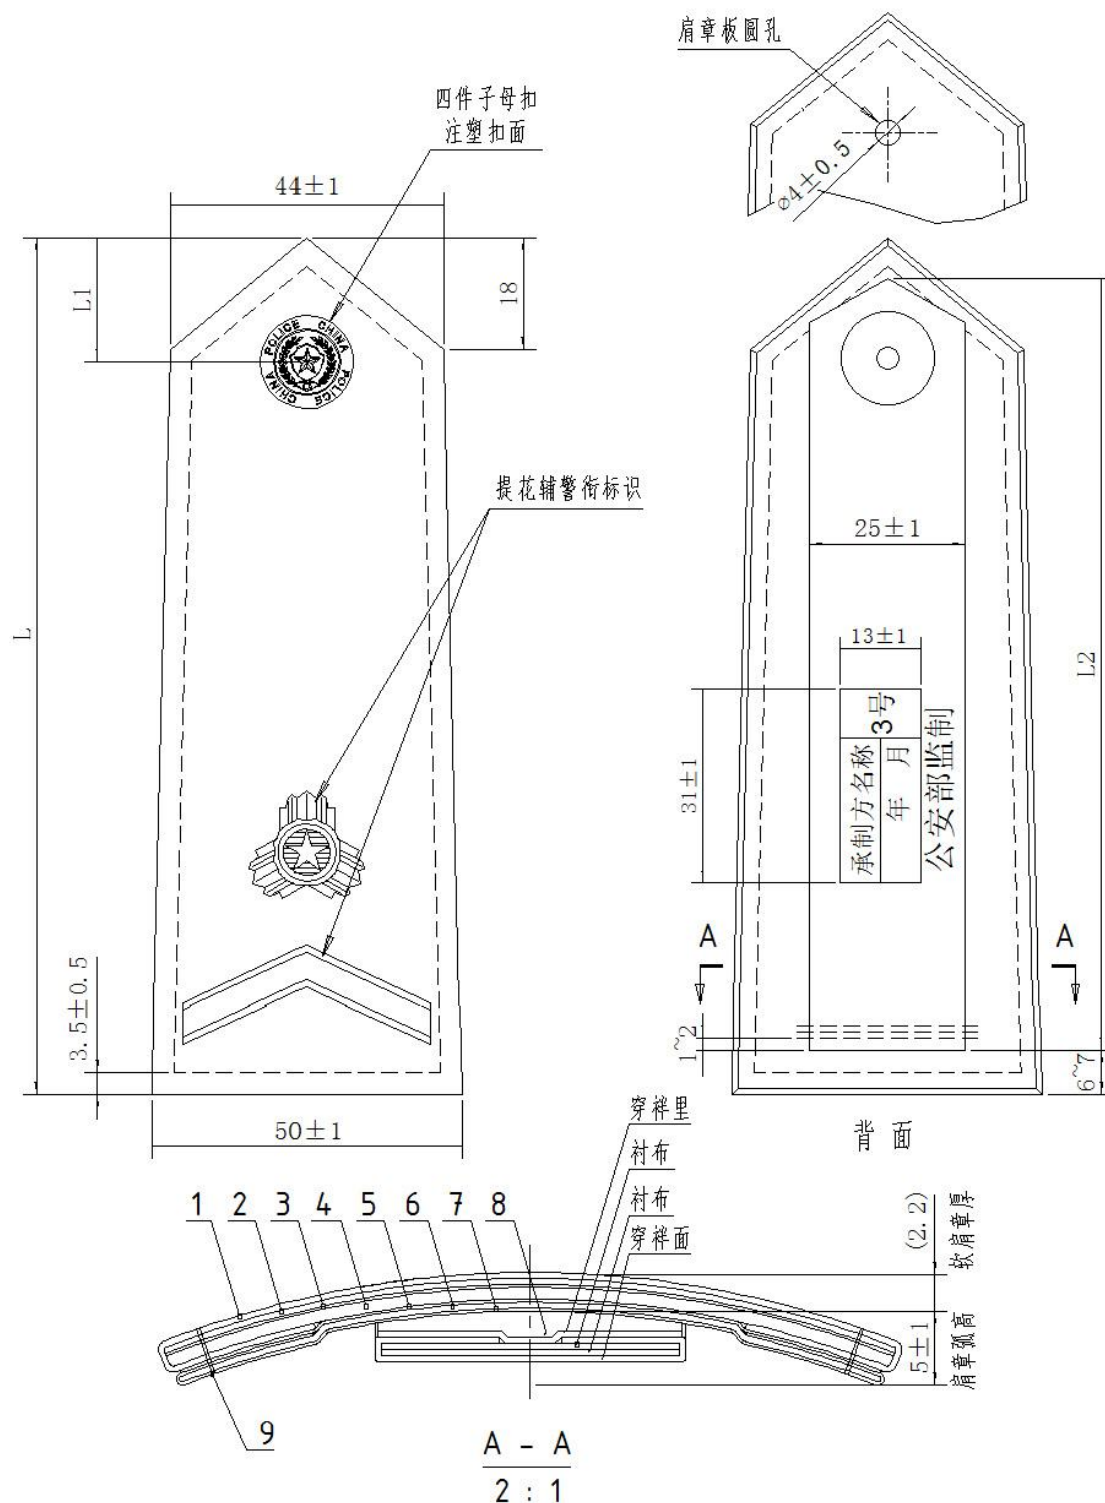 肩章板圆孔
⌀4±0.5
四件子母扣
注塑扣面
44±1
L1
18
POLICE CHINA POLICE CHINA
提花辅警衔标识
L
3.5±0.5
50±1
25±1
13±1
31±1
L2
承制方名称
3号
年 月
公安部监制
A
A
1~2
6~7
背面
穿袢里
衬布
衬布
穿袢面
1 2 3 4 5 6 7 8
9
(2.2)
软肩章厚
5±1
肩章弧高
A - A
2 : 1